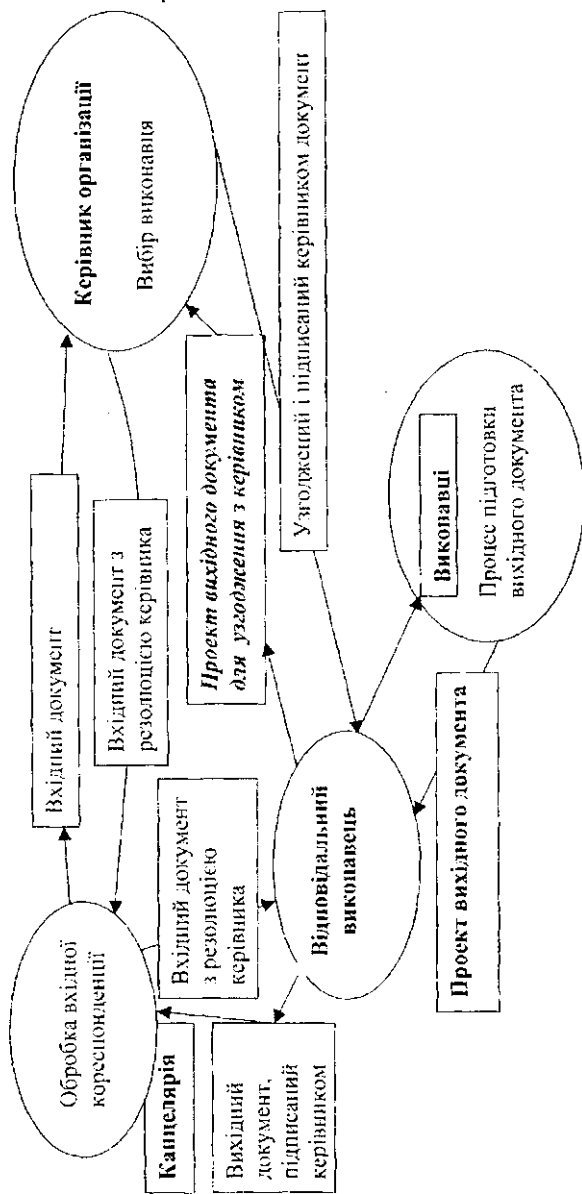 Обробка вхідної
кореспонденції
Канцелярія
Вхідний документ
Вхідний документ з
резолюцією керівника
Керівник організації
Вибір виконавця
Вхідний документ
з резолюцією
керівника
Проект вихідного документа
для узгодження з керівником
Вихідний
документ,
підписаний
керівником
Відповідальний
виконавець
Узгоджений і підписаний керівником документ
Виконавці
Процес підготовки
вихідного документа
Проект вихідного документа